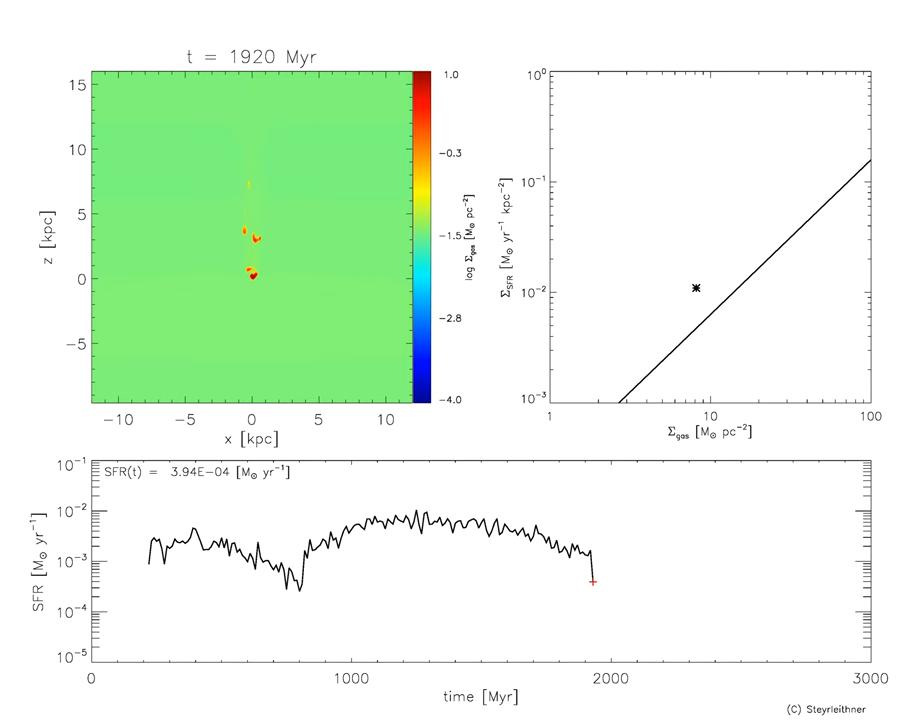 t = 1920 Myr
15
10
5
0
−5
−10 −5 0 5 10
x [kpc]
z [kpc]
1.0
−0.3
−1.5
−2.8
−4.0
log Σgas [M⊙ pc⁻²]
10⁰
10⁻¹
10⁻²
10⁻³
1 10 100
Σgas [M⊙ pc⁻²]
ΣSFR [M⊙ yr⁻¹ kpc⁻²]
SFR(t) = 3.94E−04 [M⊙ yr⁻¹]
10⁻¹
10⁻²
10⁻³
10⁻⁴
10⁻⁵
SFR [M⊙ yr⁻¹]
0 1000 2000 3000
time [Myr]
(C) Steyrleithner